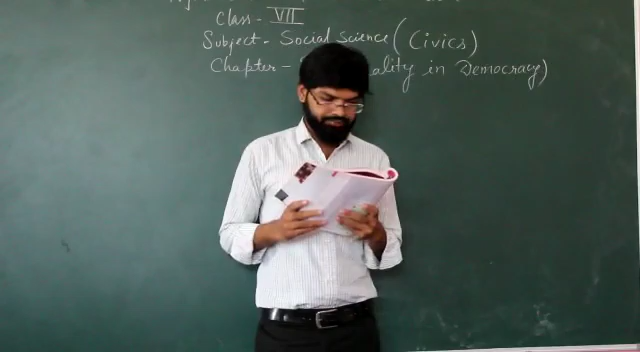 Class - VII
Subject - Social Science (Civics)
Chapter - ality in Democracy)